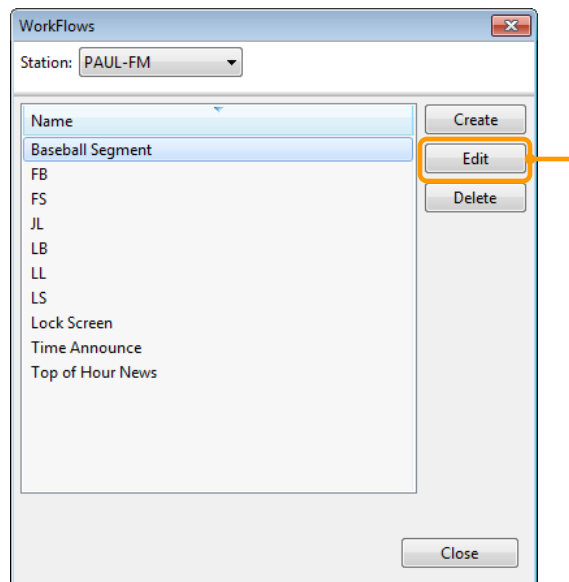 WorkFlows
Station: PAUL-FM
Name
Create
Baseball Segment
Edit
FB
FS
Delete
JL
LB
LL
LS
Lock Screen
Time Announce
Top of Hour News
Close